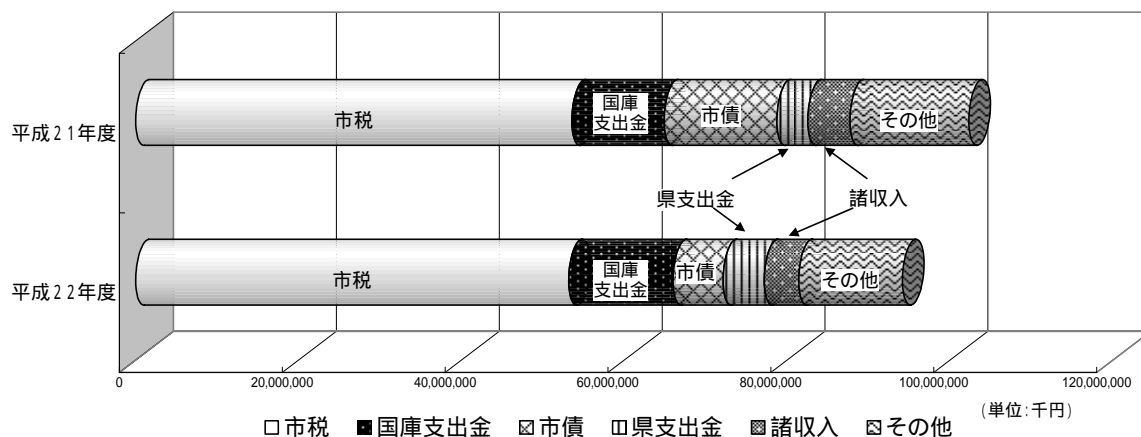 平成21年度
市税
国庫
支出金
市債
その他
県支出金
諸収入
平成22年度
市税
国庫
支出金
市債
その他
0
20,000,000
40,000,000
60,000,000
80,000,000
100,000,000
120,000,000
(単位:千円)
市税 国庫支出金 市債 県支出金 諸収入 その他